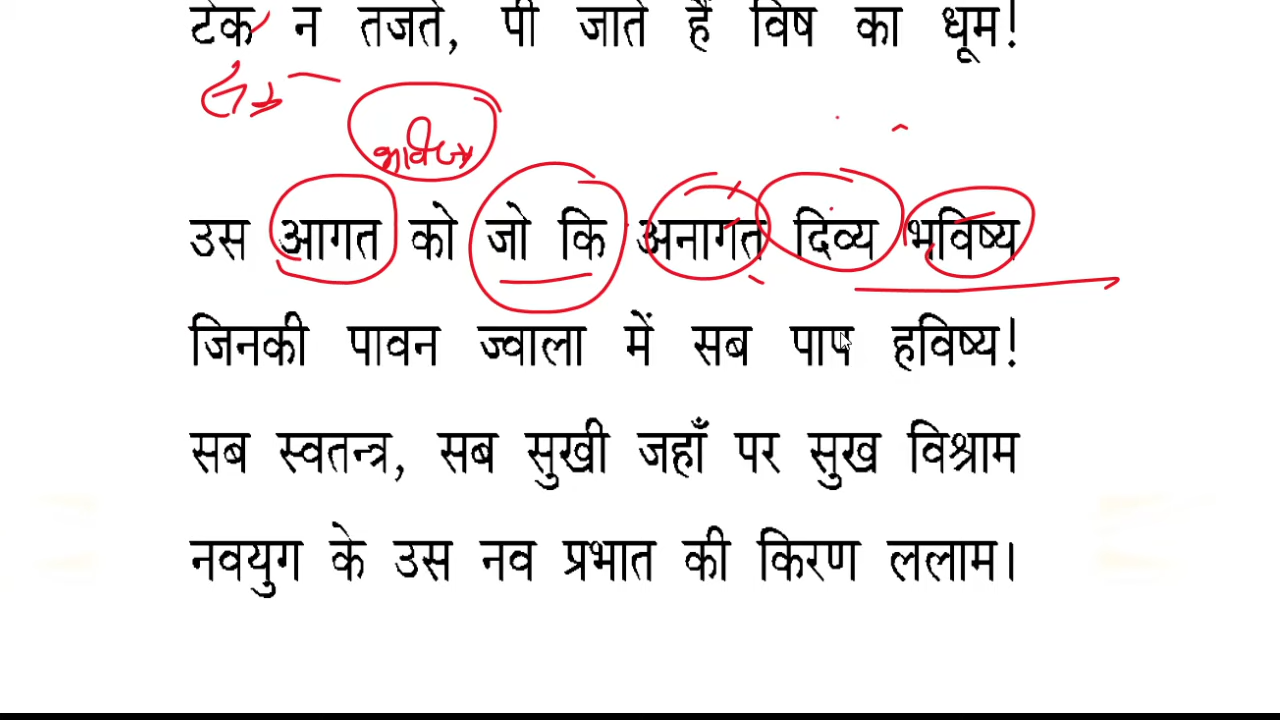 टेक न तजते, पी जाते हैं विष का धूम!
भविष्य
उस आगत को जो कि अनागत दिव्य भविष्य
जिनकी पावन ज्वाला में सब पाप हविष्य!
सब स्वतन्त्र, सब सुखी जहाँ पर सुख विश्राम
नवयुग के उस नव प्रभात की किरण ललाम।